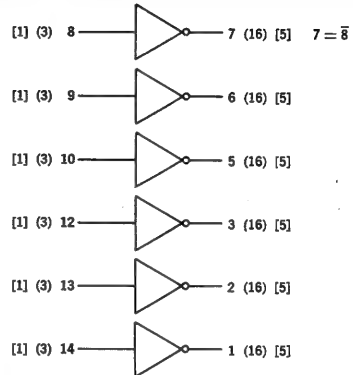 [1] (3) 8 7 (16) [5] 7 = 8̅
[1] (3) 9 6 (16) [5]
[1] (3) 10 5 (16) [5]
[1] (3) 12 3 (16) [5]
[1] (3) 13 2 (16) [5]
[1] (3) 14 1 (16) [5]